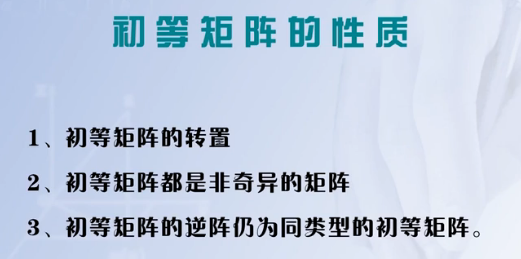 初等矩阵的性质
1、初等矩阵的转置
2、初等矩阵都是非奇异的矩阵
3、初等矩阵的逆阵仍为同类型的初等矩阵。